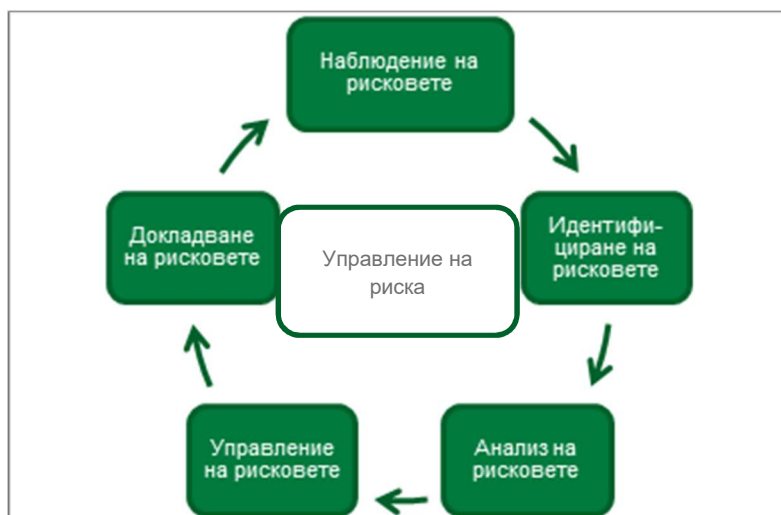 Наблюдение на
рисковете
Идентифи-
циране на
рисковете
Анализ на
рисковете
Управление
на рисковете
Докладване
на рисковете
Управление на
риска